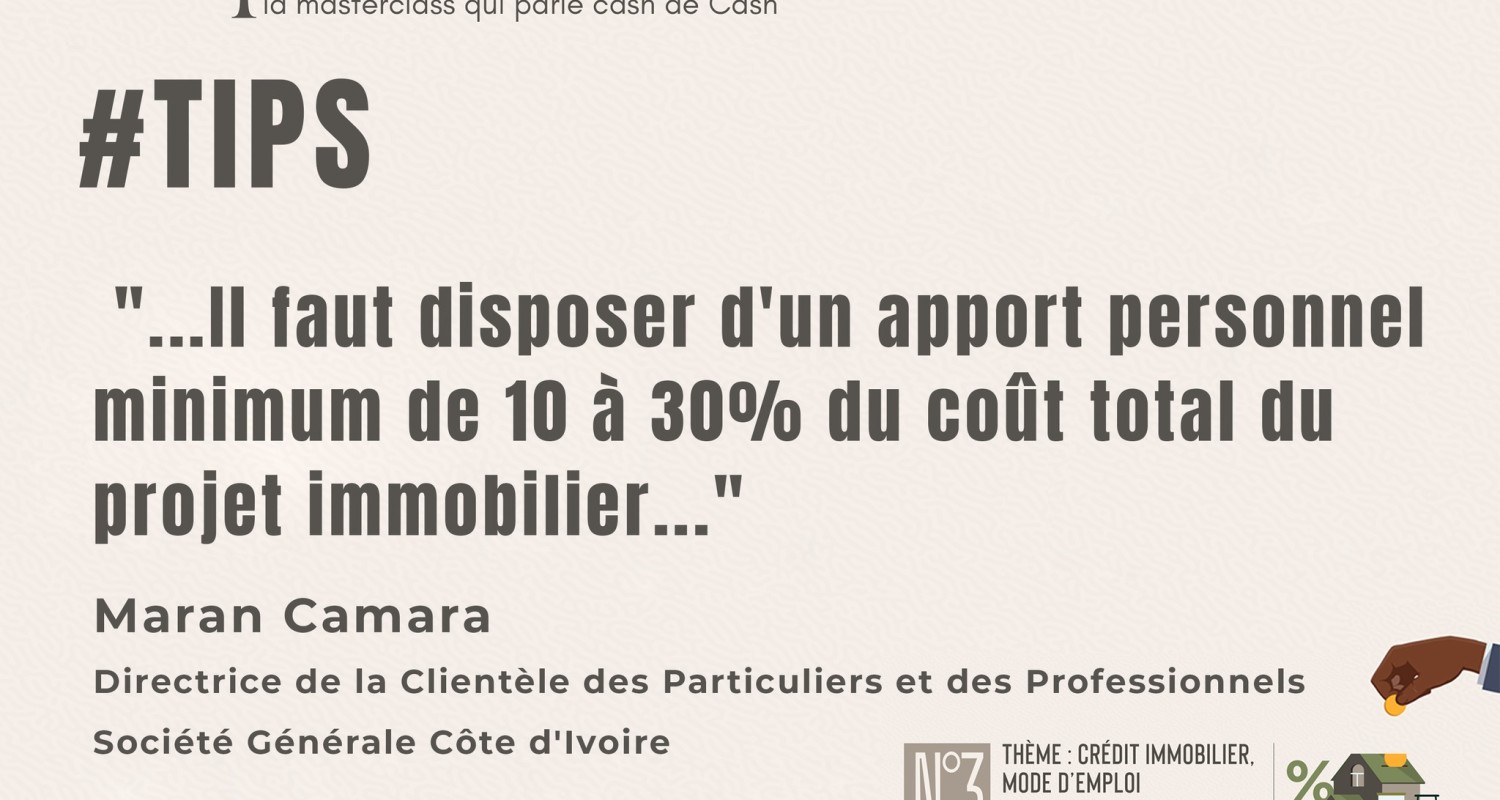 la masterclass qui parle cash de Cash
#TIPS
"...Il faut disposer d'un apport personnel
minimum de 10 à 30% du coût total du
projet immobilier..."
Maran Camara
Directrice de la Clientèle des Particuliers et des Professionnels
Société Générale Côte d'Ivoire
N°3
THÈME : CRÉDIT IMMOBILIER,
MODE D'EMPLOI
%